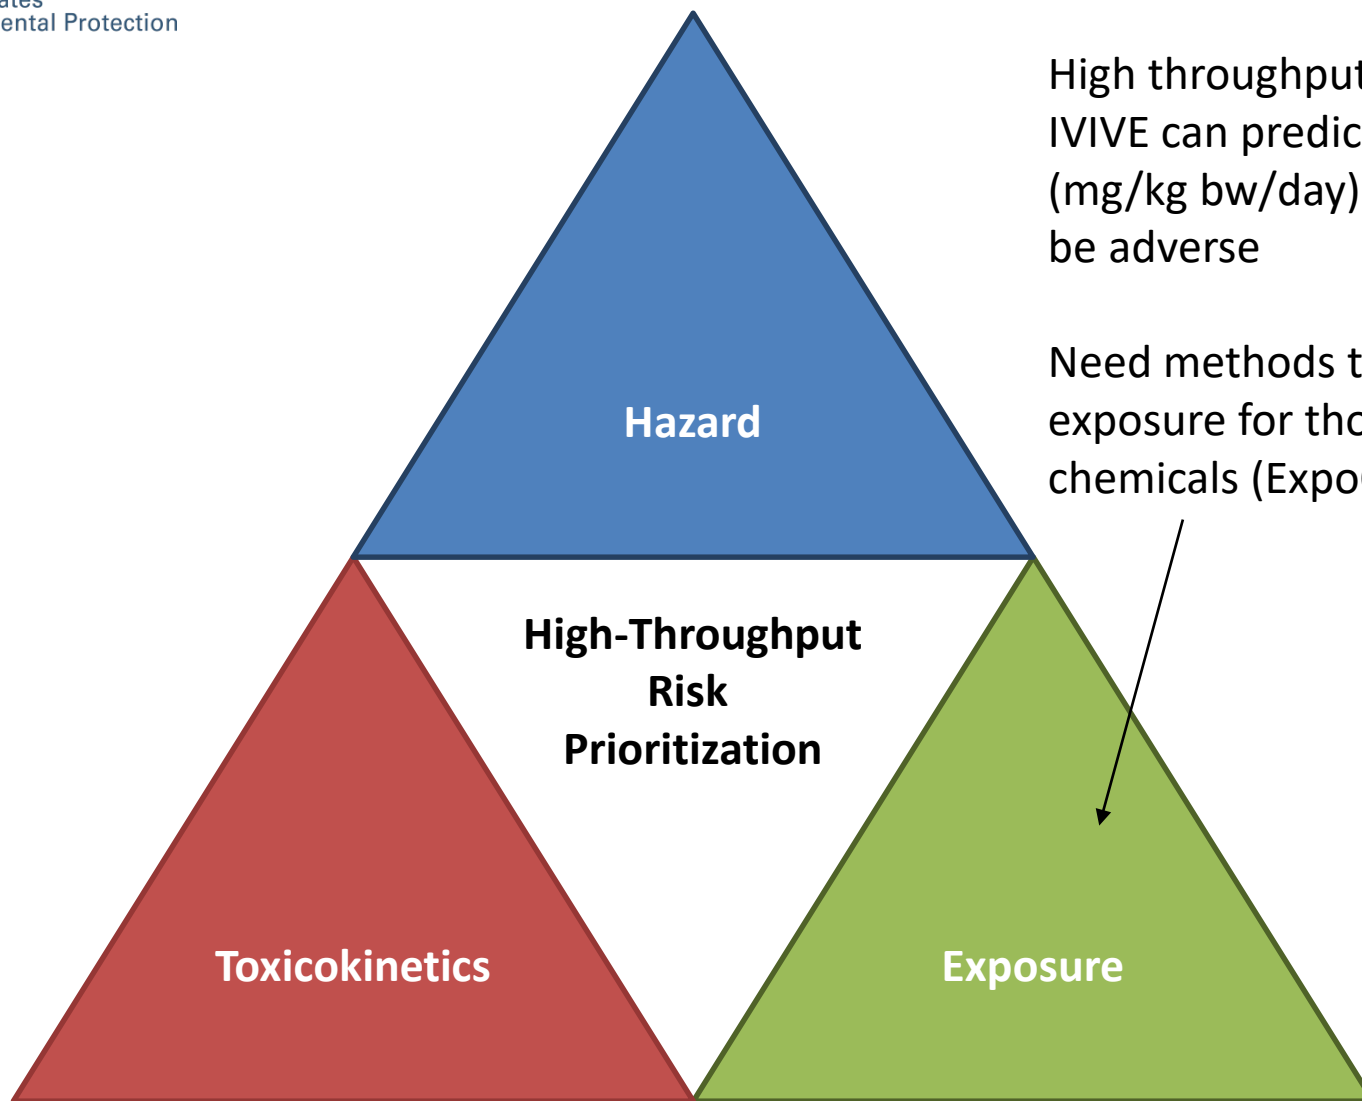 ental Protection
High throughput
IVIVE can predic
(mg/kg bw/day)
be adverse
Need methods t
exposure for tho
chemicals (Expo
Hazard
High-Throughput
Risk
Prioritization
Toxicokinetics
Exposure